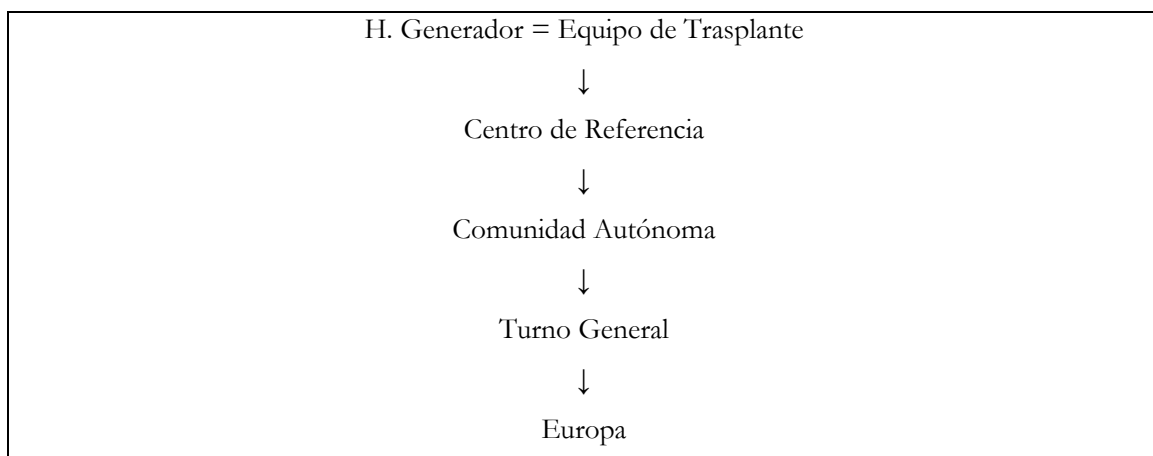 H. Generador = Equipo de Trasplante
↓
Centro de Referencia
↓
Comunidad Autónoma
↓
Turno General
↓
Europa